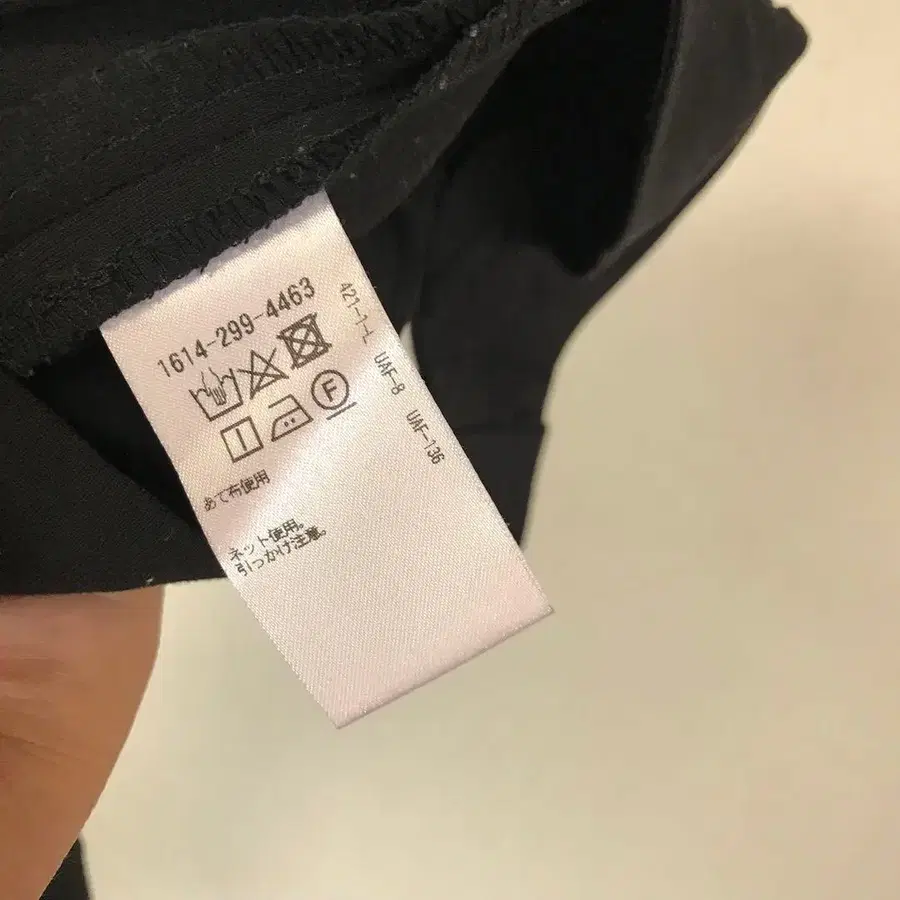 1614-299-4463
F
あて布使用
ネット使用。
引っかけ注意。
421-1-L UAF-8 UAF-136